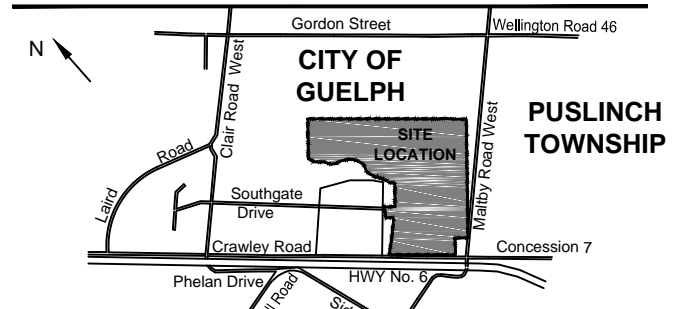 Gordon Street
Wellington Road 46
N
CITY OF
GUELPH
Clair Road West
PUSLINCH
TOWNSHIP
SITE
LOCATION
Maltby Road West
Laird Road
Southgate
Drive
Crawley Road
Concession 7
Phelan Drive
HWY No. 6
Road